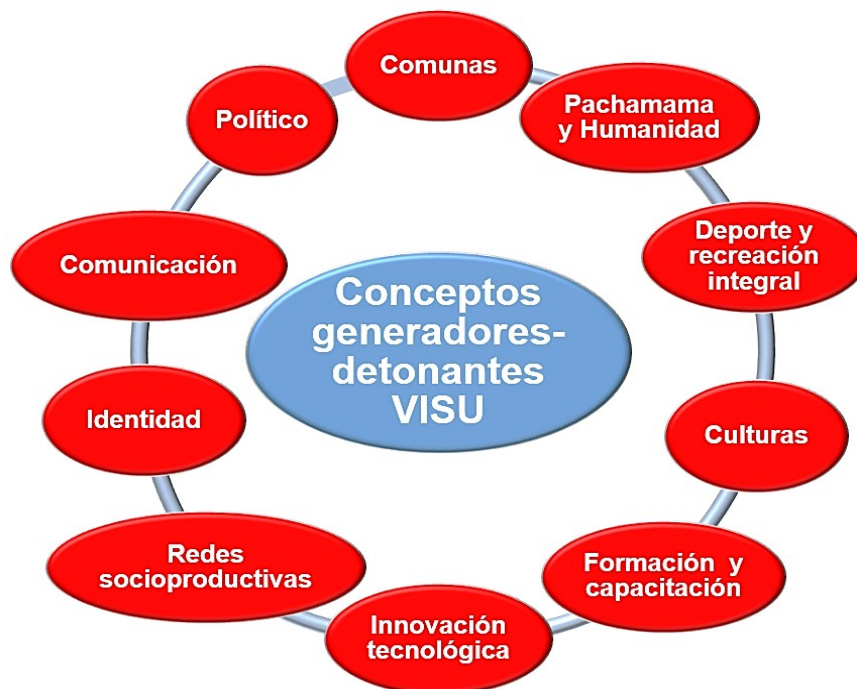 Comunas
Pachamama
y Humanidad
Deporte y
recreación
integral
Culturas
Formación y
capacitación
Innovación
tecnológica
Redes
socioproductivas
Identidad
Comunicación
Político
Conceptos
generadores-
detonantes
VISU